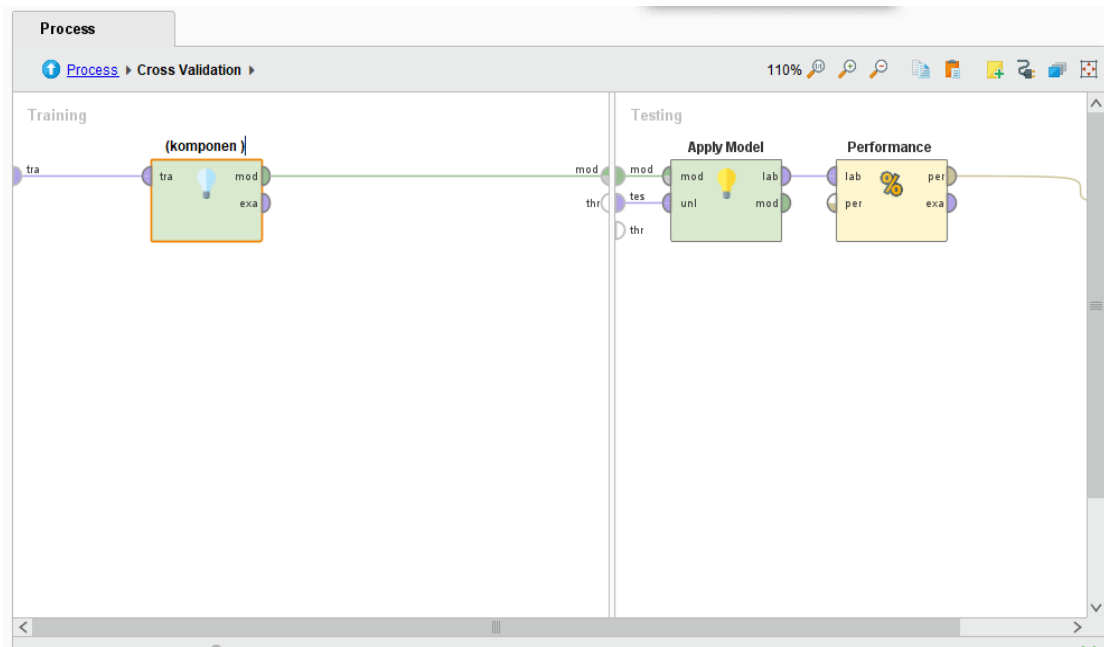 Process
Process Cross Validation
110%
Training
Testing
(komponen )
Apply Model
Performance
tra
tra mod
exa
mod
thr
mod
tes
thr
mod lab
unl mod
lab per
per exa